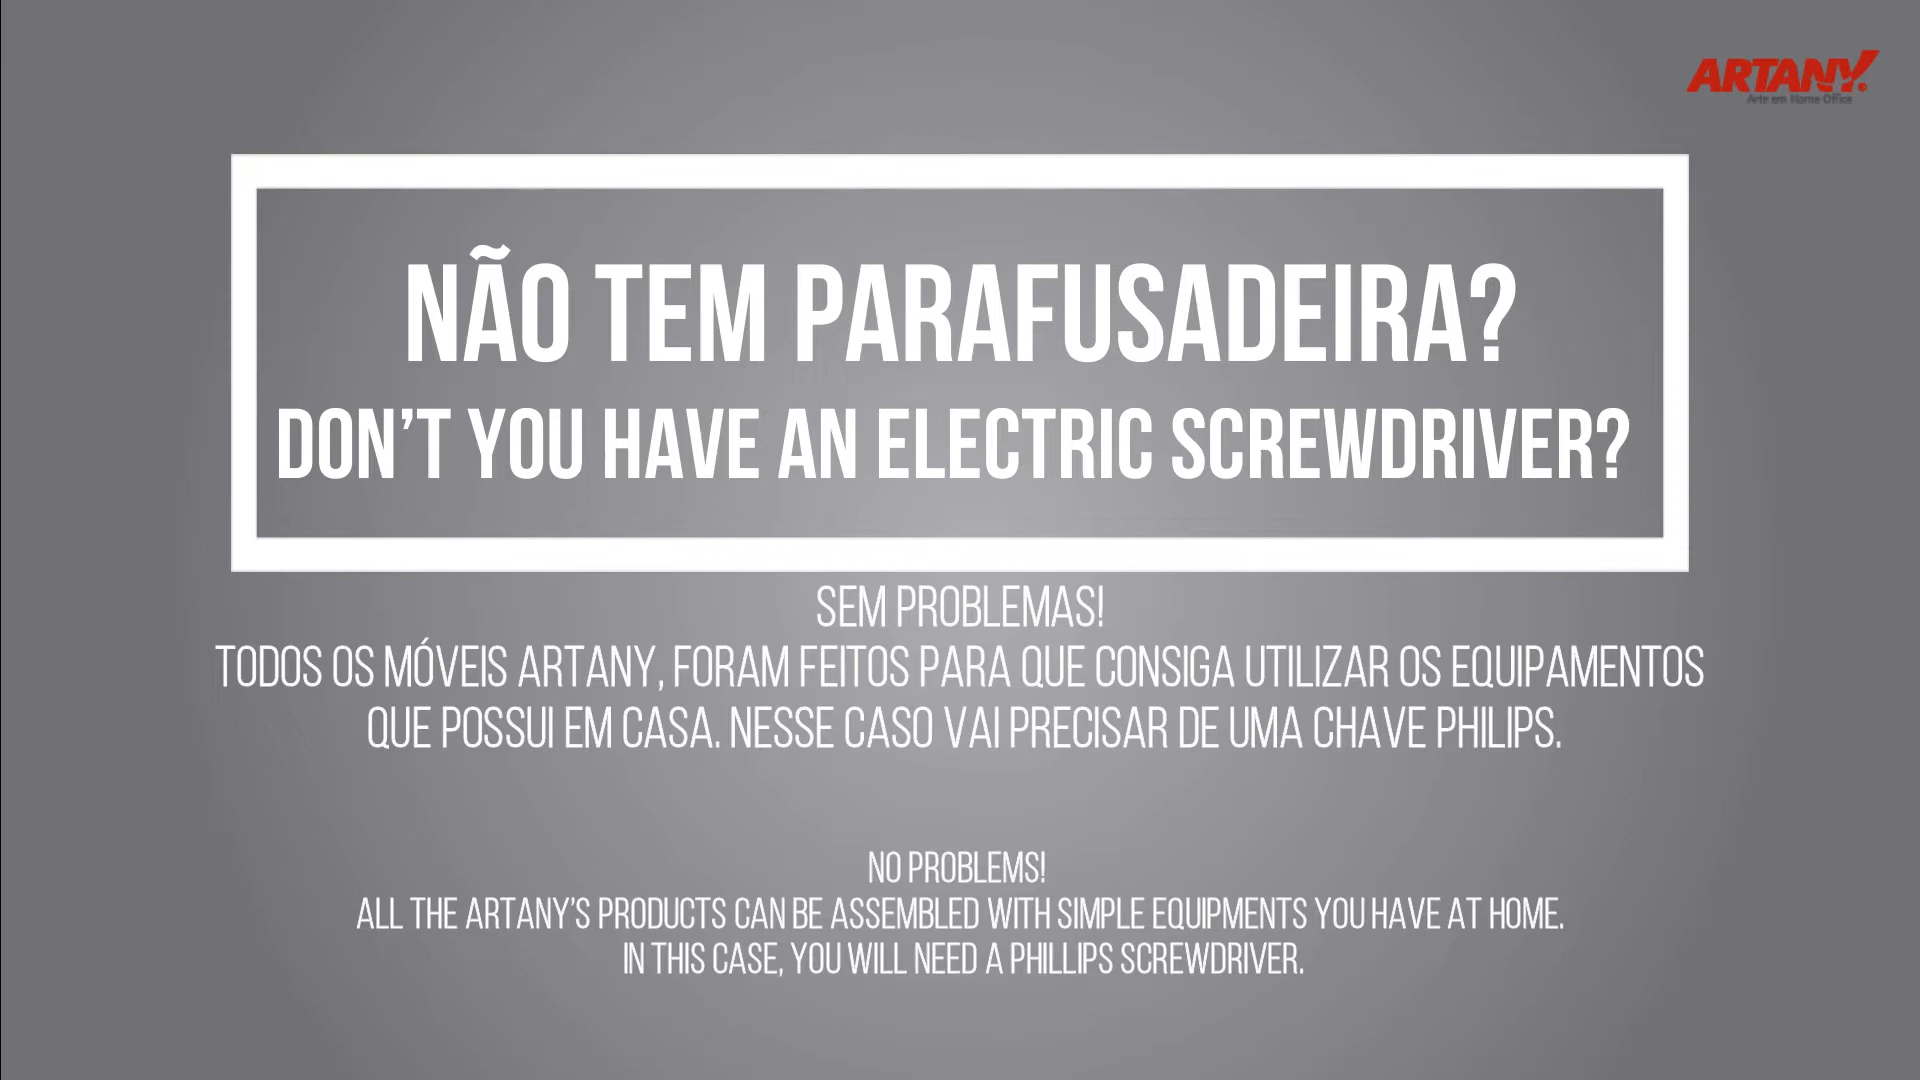 ARTANY!
Arte em Home Office
NÃO TEM PARAFUSADEIRA?
DON'T YOU HAVE AN ELECTRIC SCREWDRIVER?
SEM PROBLEMAS!
TODOS OS MÓVEIS ARTANY, FORAM FEITOS PARA QUE CONSIGA UTILIZAR OS EQUIPAMENTOS
QUE POSSUI EM CASA. NESSE CASO VAI PRECISAR DE UMA CHAVE PHILIPS.
NO PROBLEMS!
ALL THE ARTANY'S PRODUCTS CAN BE ASSEMBLED WITH SIMPLE EQUIPMENTS YOU HAVE AT HOME.
IN THIS CASE, YOU WILL NEED A PHILLIPS SCREWDRIVER.